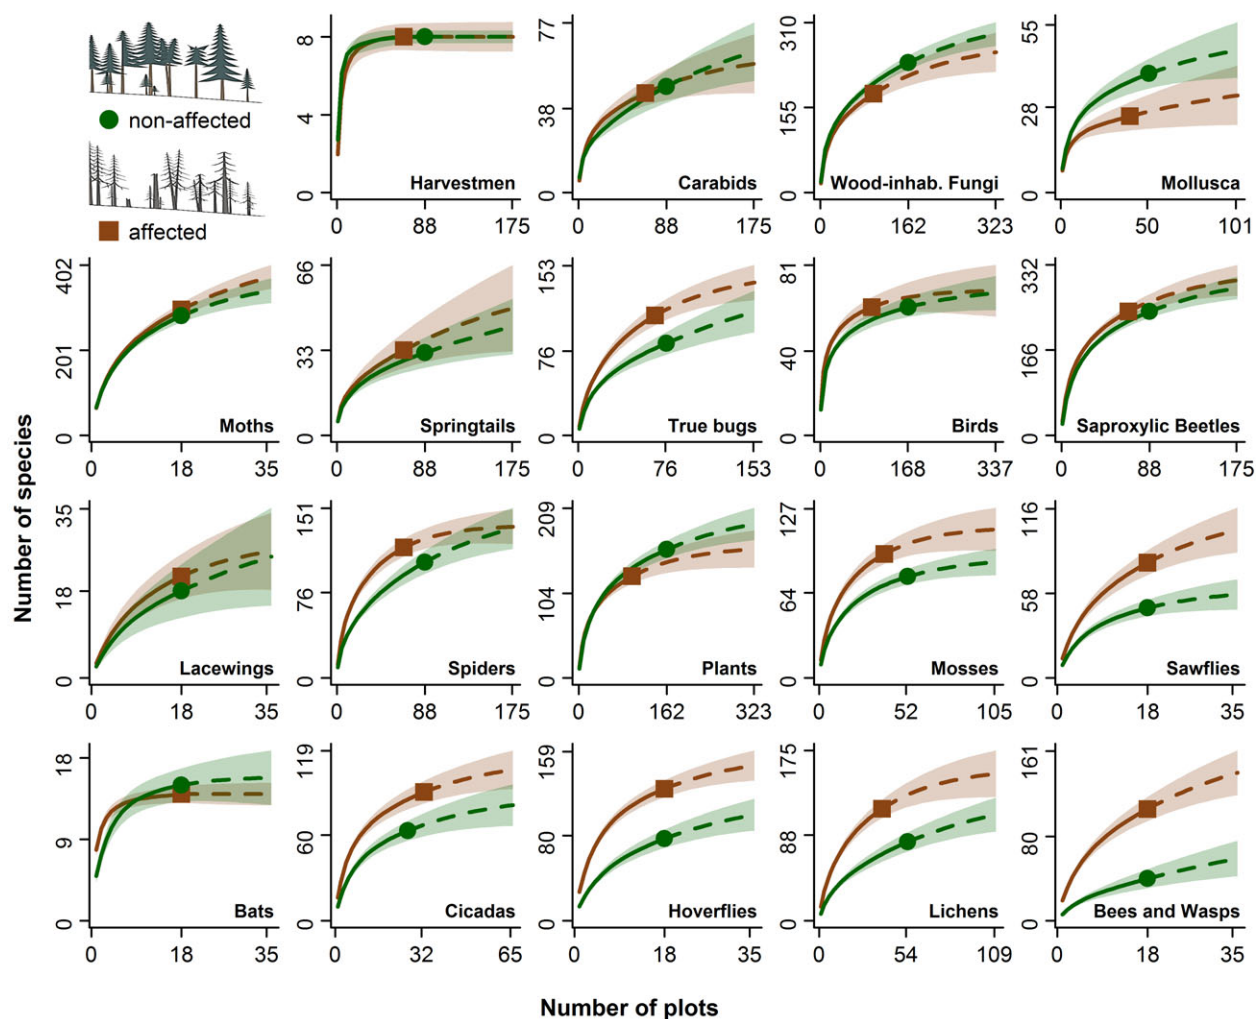 non-affected
affected
Number of species
8
4
0
Harvestmen
0 88 175
77
38
0
Carabids
0 88 175
310
155
0
Wood-inhab. Fungi
0 162 323
55
28
0
Mollusca
0 50 101
402
201
0
Moths
0 18 35
66
33
0
Springtails
0 88 175
153
76
0
True bugs
0 76 153
81
40
0
Birds
0 168 337
332
166
0
Saproxylic Beetles
0 88 175
35
18
0
Lacewings
0 18 35
151
76
0
Spiders
0 88 175
209
104
0
Plants
0 162 323
127
64
0
Mosses
0 52 105
116
58
0
Sawflies
0 18 35
18
9
0
Bats
0 18 35
119
60
0
Cicadas
0 32 65
159
80
0
Hoverflies
0 18 35
175
88
0
Lichens
0 54 109
161
80
0
Bees and Wasps
0 18 35
Number of plots